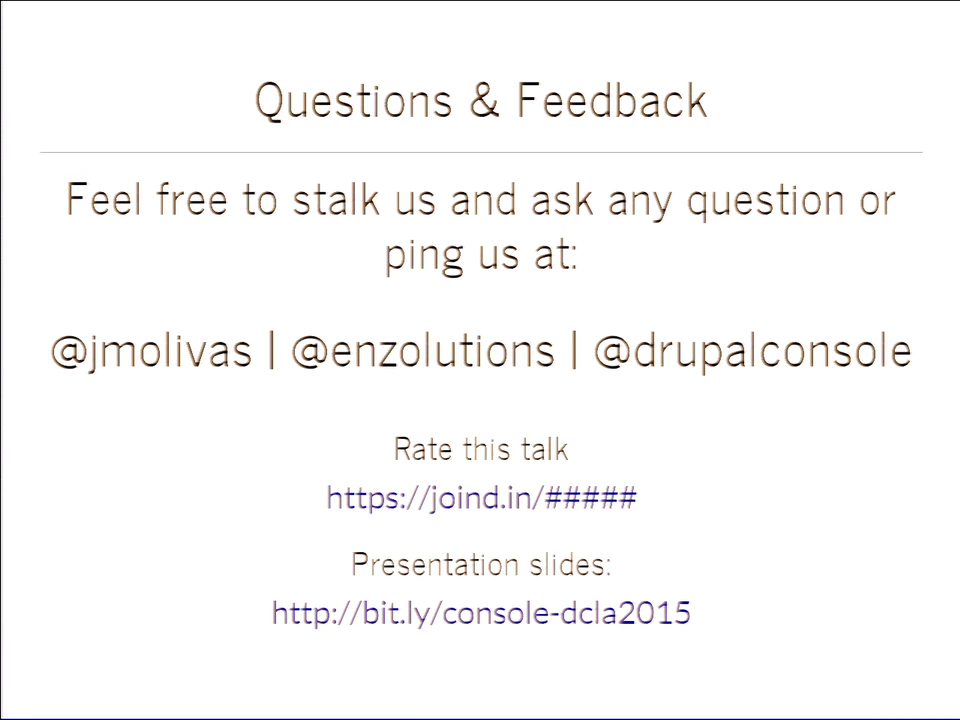 Questions & Feedback
Feel free to stalk us and ask any question or
ping us at:
@jmolivas | @enzolutions | @drupalconsole
Rate this talk
https://joind.in/#####
Presentation slides:
http://bit.ly/console-dcla2015